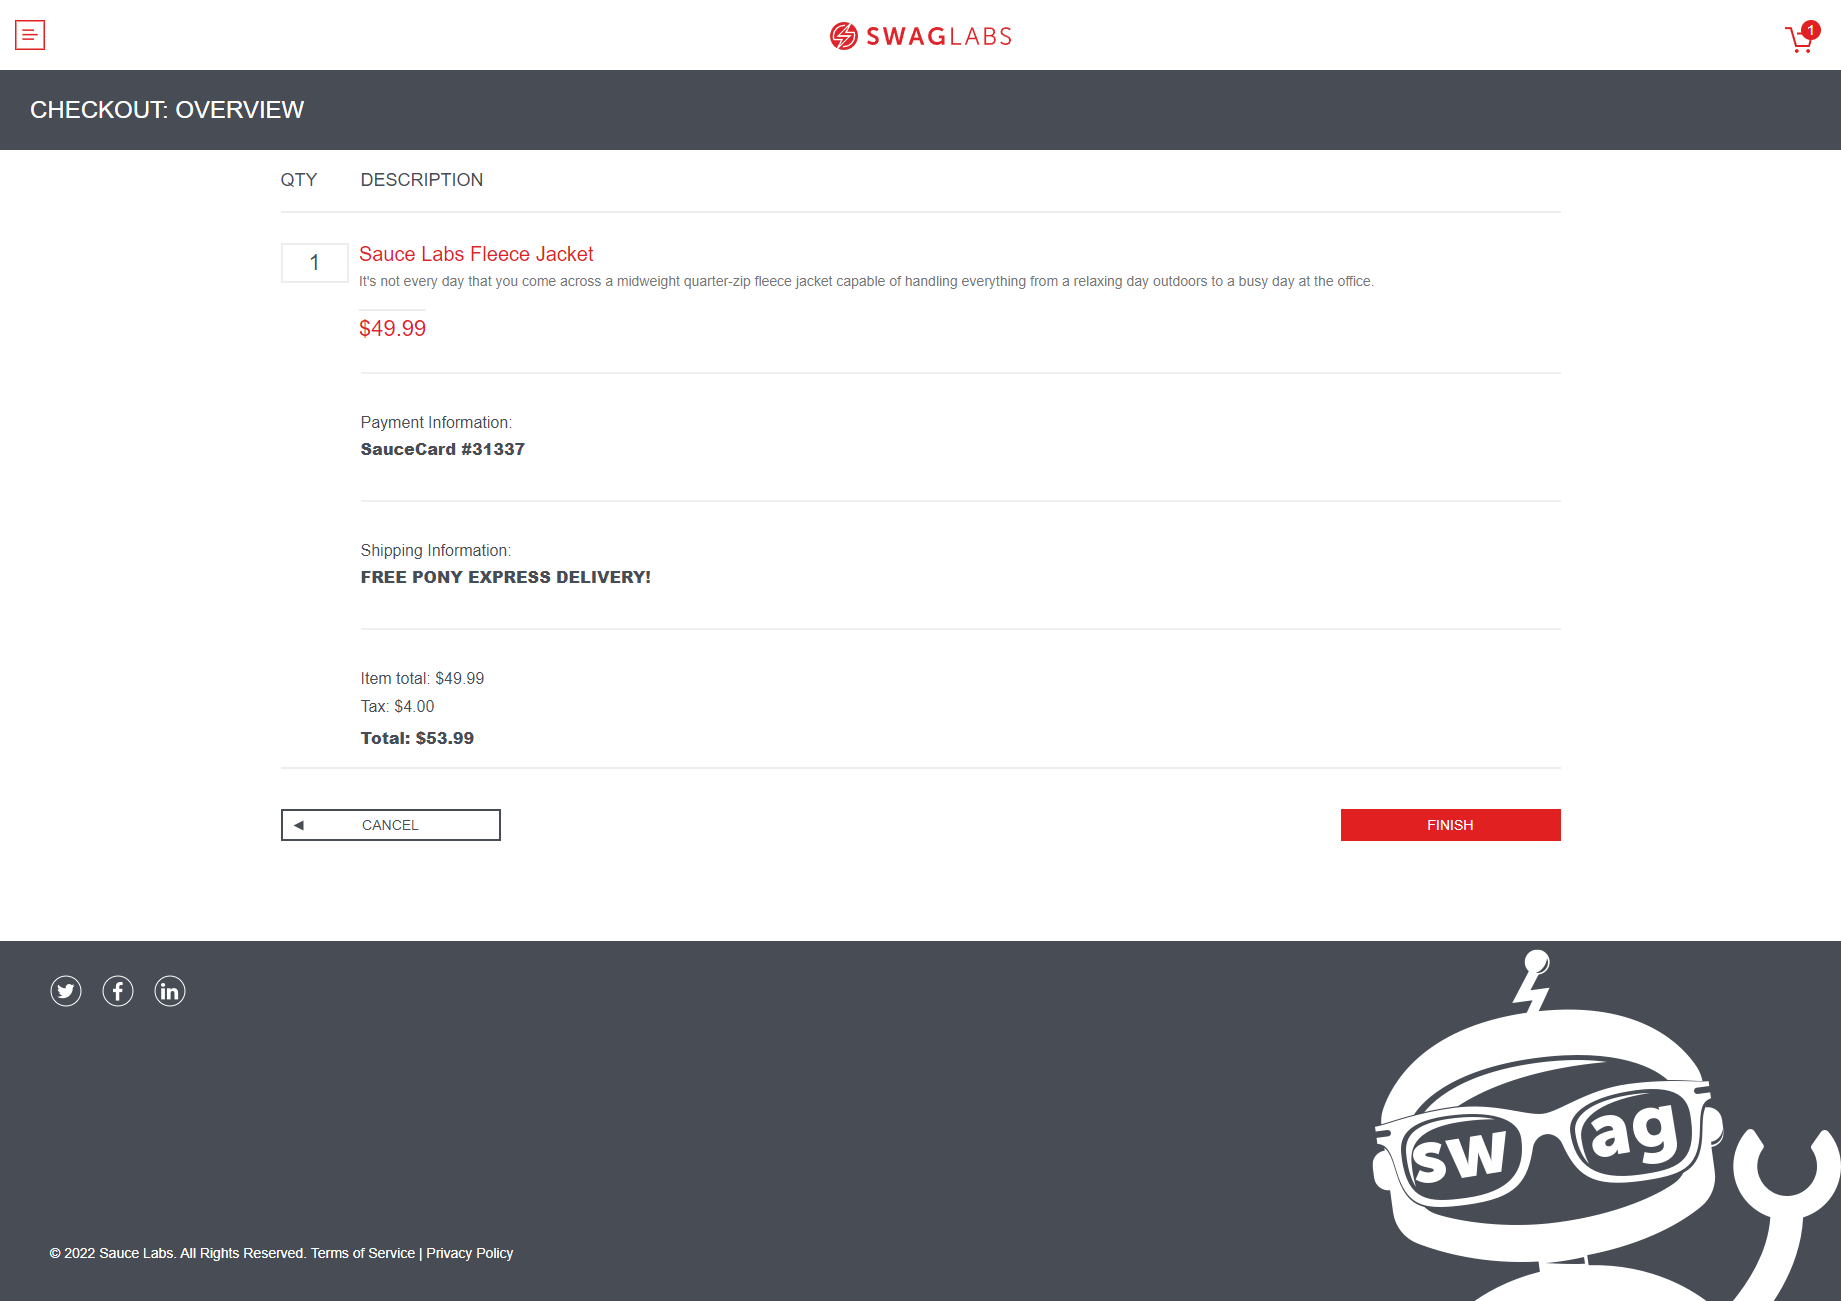 SWAGLABS
1
CHECKOUT: OVERVIEW
QTY DESCRIPTION
1 Sauce Labs Fleece Jacket
It's not every day that you come across a midweight quarter-zip fleece jacket capable of handling everything from a relaxing day outdoors to a busy day at the office.
$49.99
Payment Information:
SauceCard #31337
Shipping Information:
FREE PONY EXPRESS DELIVERY!
Item total: $49.99
Tax: $4.00
Total: $53.99
CANCEL FINISH
swag
© 2022 Sauce Labs. All Rights Reserved. Terms of Service | Privacy Policy